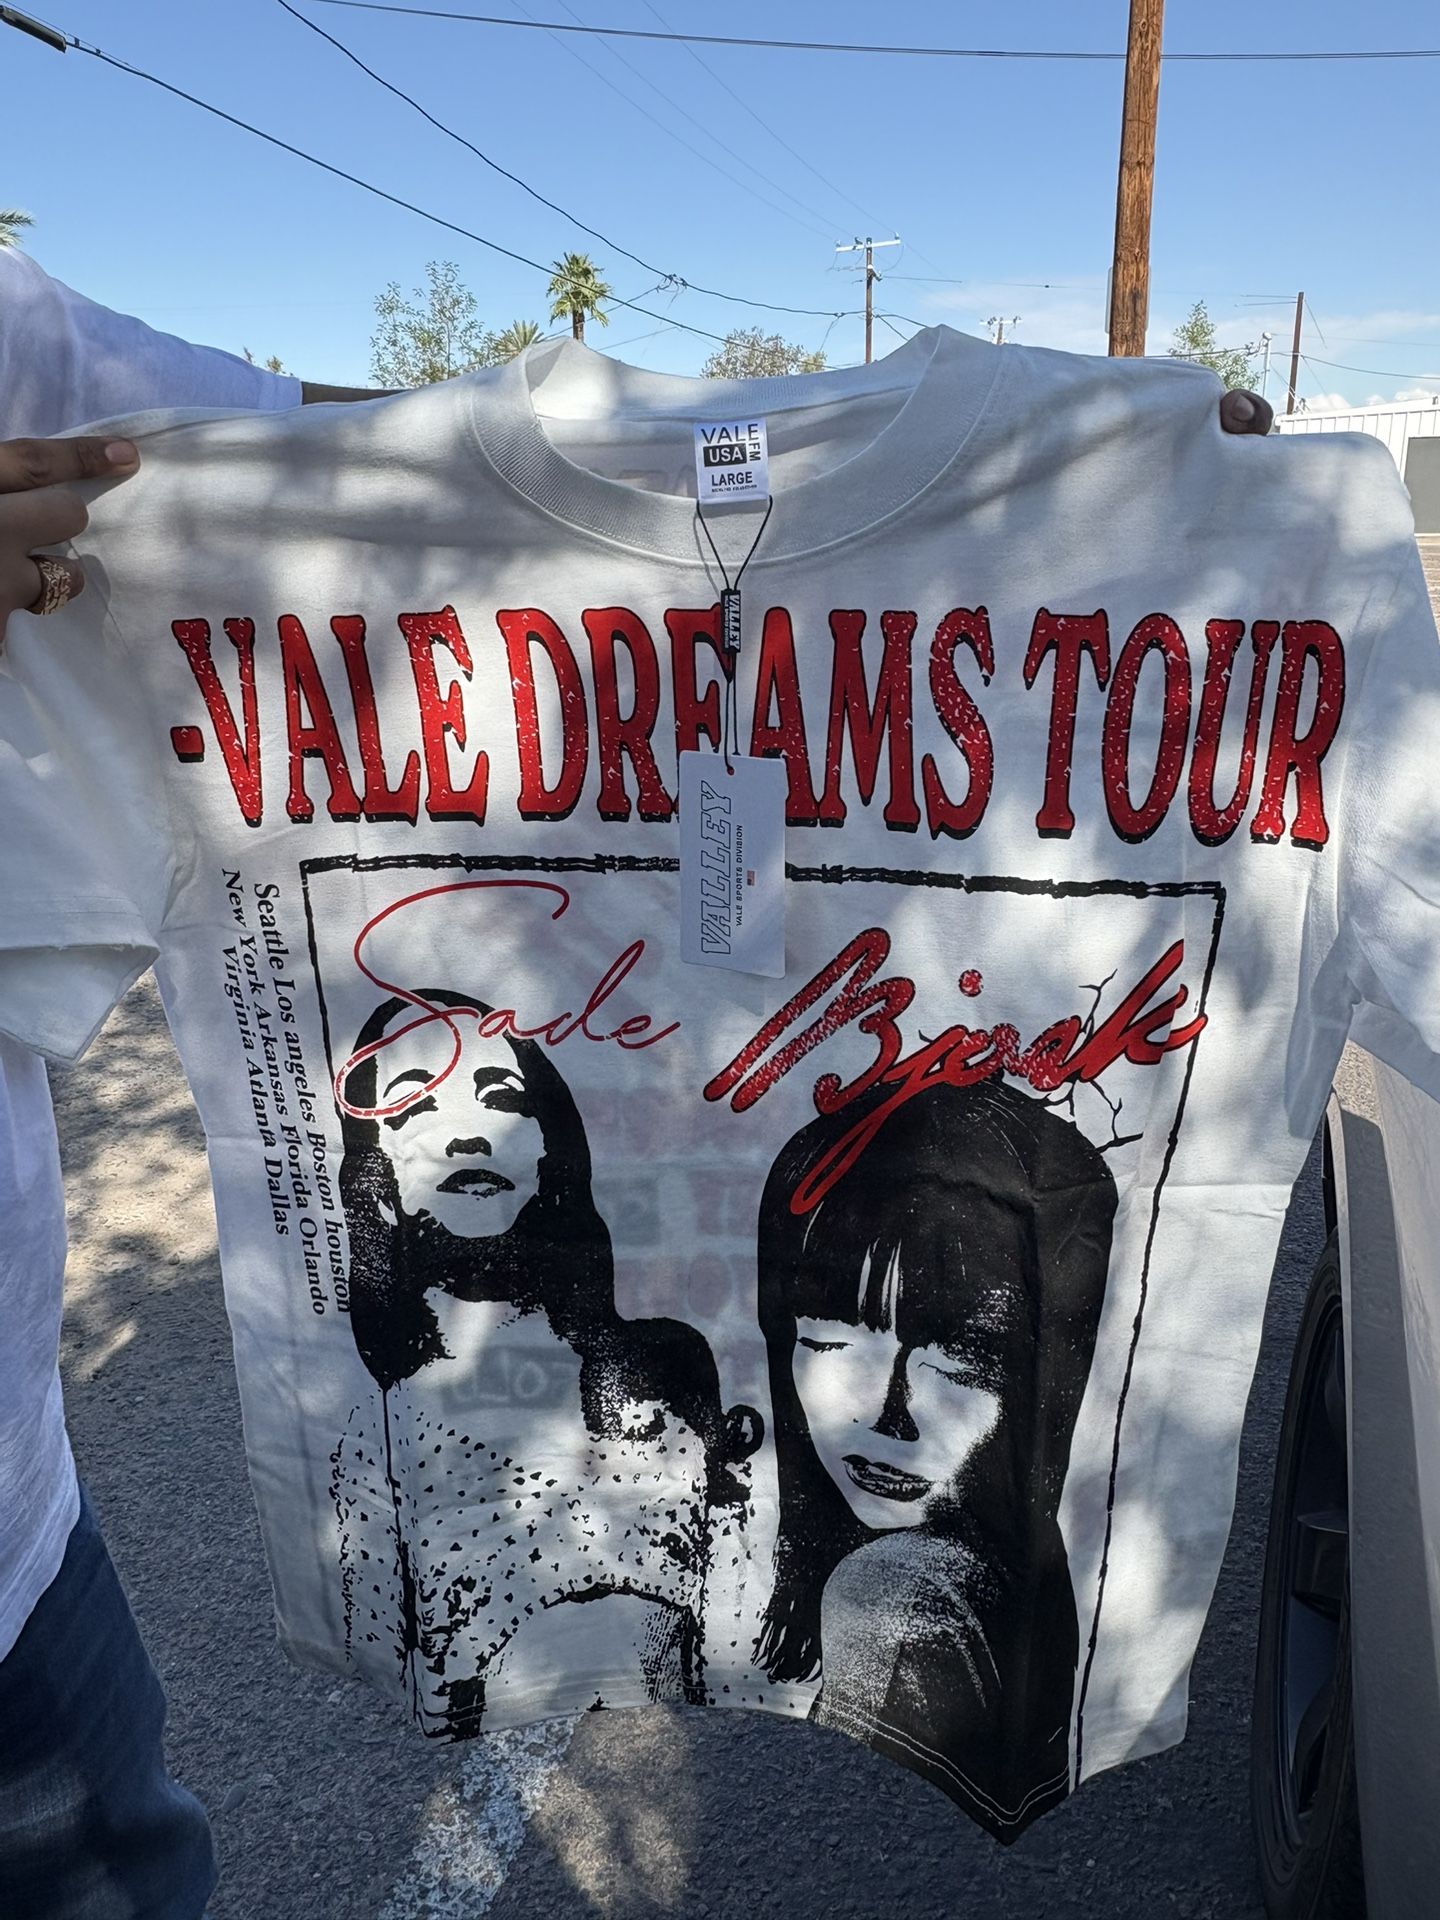 VALE FM
USA
LARGE
VALLEY
-VALE DREAMS TOUR
VALLEY
VALE SPORTS DIVISION
Sade Bjork
Seattle Los angeles Boston houston
New York Arkansas Florida Orlando
Virginia Atlanta Dallas